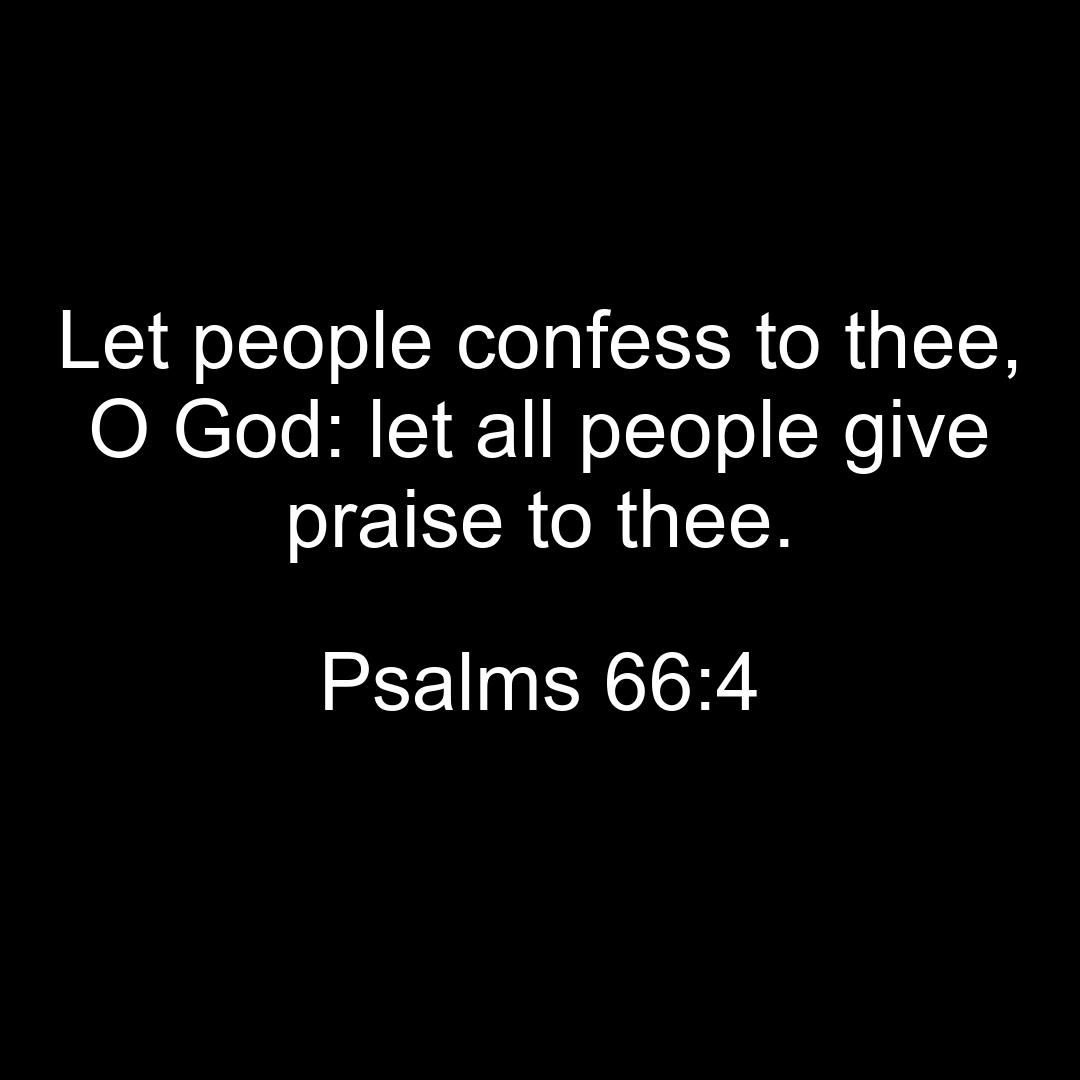 Let people confess to thee,
O God: let all people give
praise to thee.
Psalms 66:4